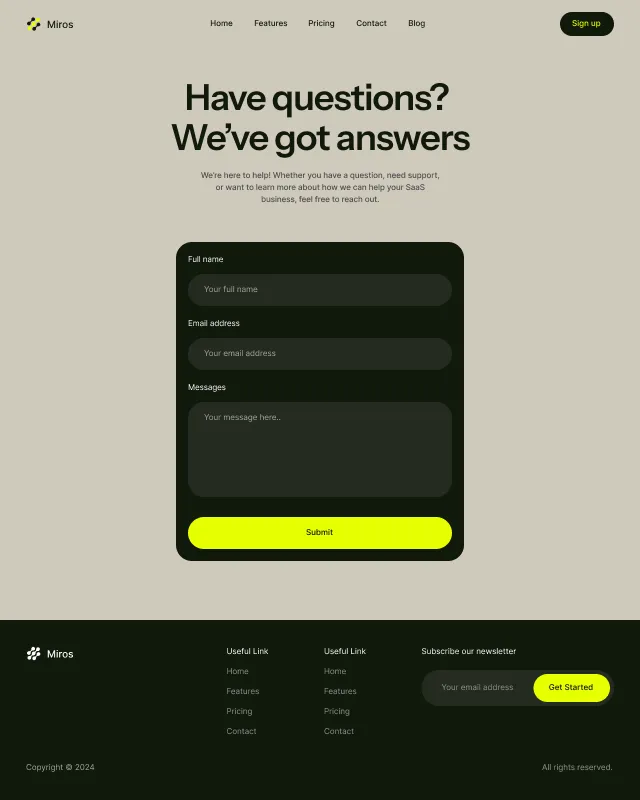 Miros
Home Features Pricing Contact Blog
Sign up
Have questions?
We’ve got answers
We're here to help! Whether you have a question, need support,
or want to learn more about how we can help your SaaS
business, feel free to reach out.
Full name
Your full name
Email address
Your email address
Messages
Your message here..
Submit
Miros
Useful Link
Home
Features
Pricing
Contact
Useful Link
Home
Features
Pricing
Contact
Subscribe our newsletter
Your email address
Get Started
Copyright © 2024
All rights reserved.